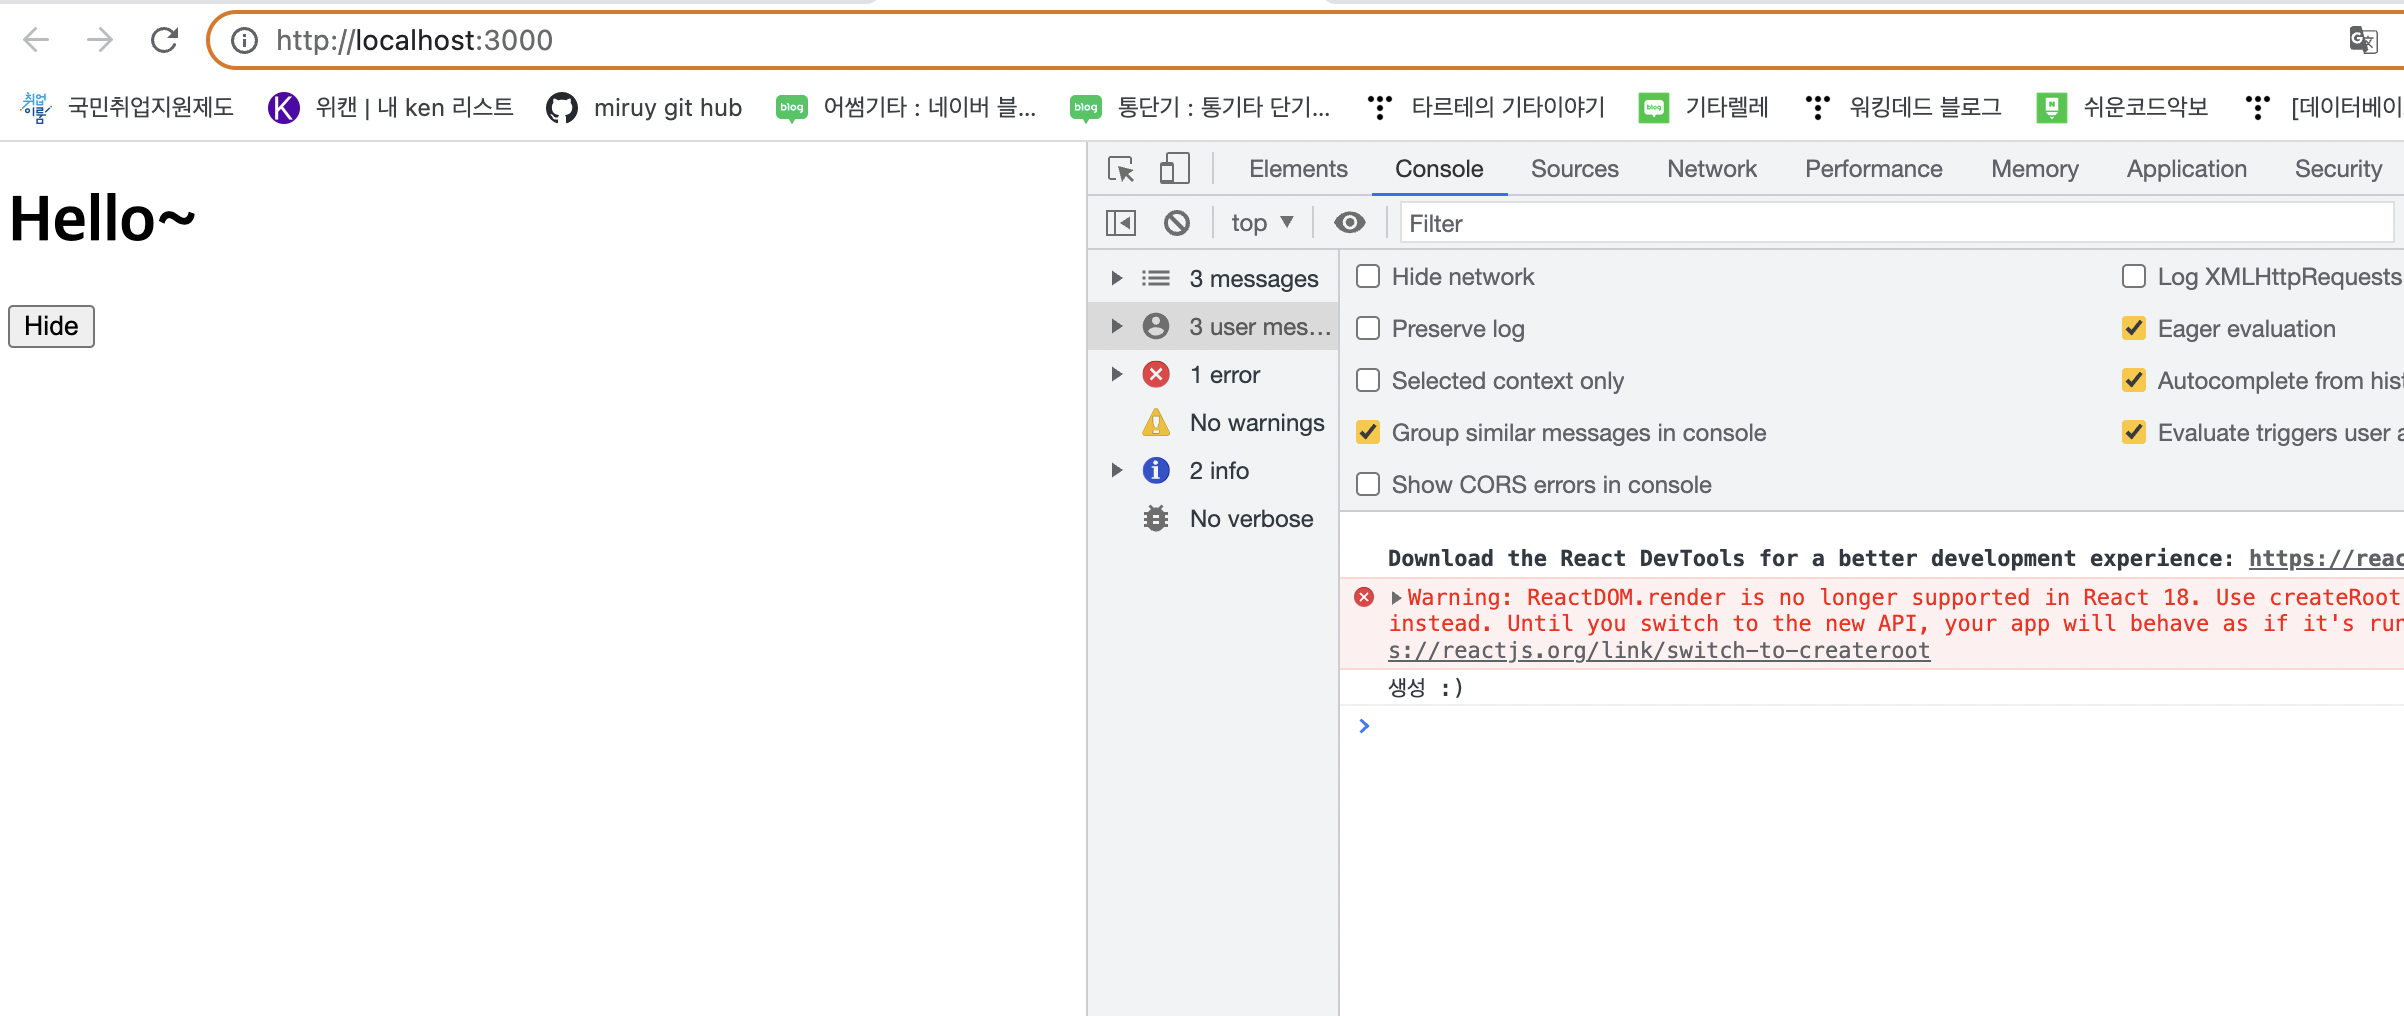 http://localhost:3000
취업이룸 국민취업지원제도 K 위캔 | 내 ken 리스트 miruy git hub blog 어썸기타 : 네이버 블... blog 통단기 : 통기타 단기... 타르테의 기타이야기 blog 기타렐레 워킹데드 블로그 N 쉬운코드악보 [데이터베이
Hello~
Hide
Elements Console Sources Network Performance Memory Application Security
top Filter
3 messages
3 user mes...
1 error
No warnings
2 info
No verbose
Hide network Log XMLHttpRequests
Preserve log Eager evaluation
Selected context only Autocomplete from hist
Group similar messages in console Evaluate triggers user a
Show CORS errors in console
Download the React DevTools for a better development experience: https://reac
Warning: ReactDOM.render is no longer supported in React 18. Use createRoot
instead. Until you switch to the new API, your app will behave as if it's run
s://reactjs.org/link/switch-to-createroot
생성 :)